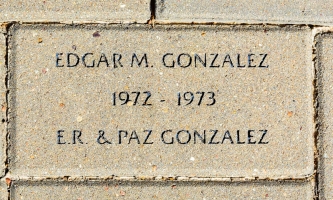 EDGAR M. GONZALEZ
1972 - 1973
E.R. & PAZ GONZALEZ